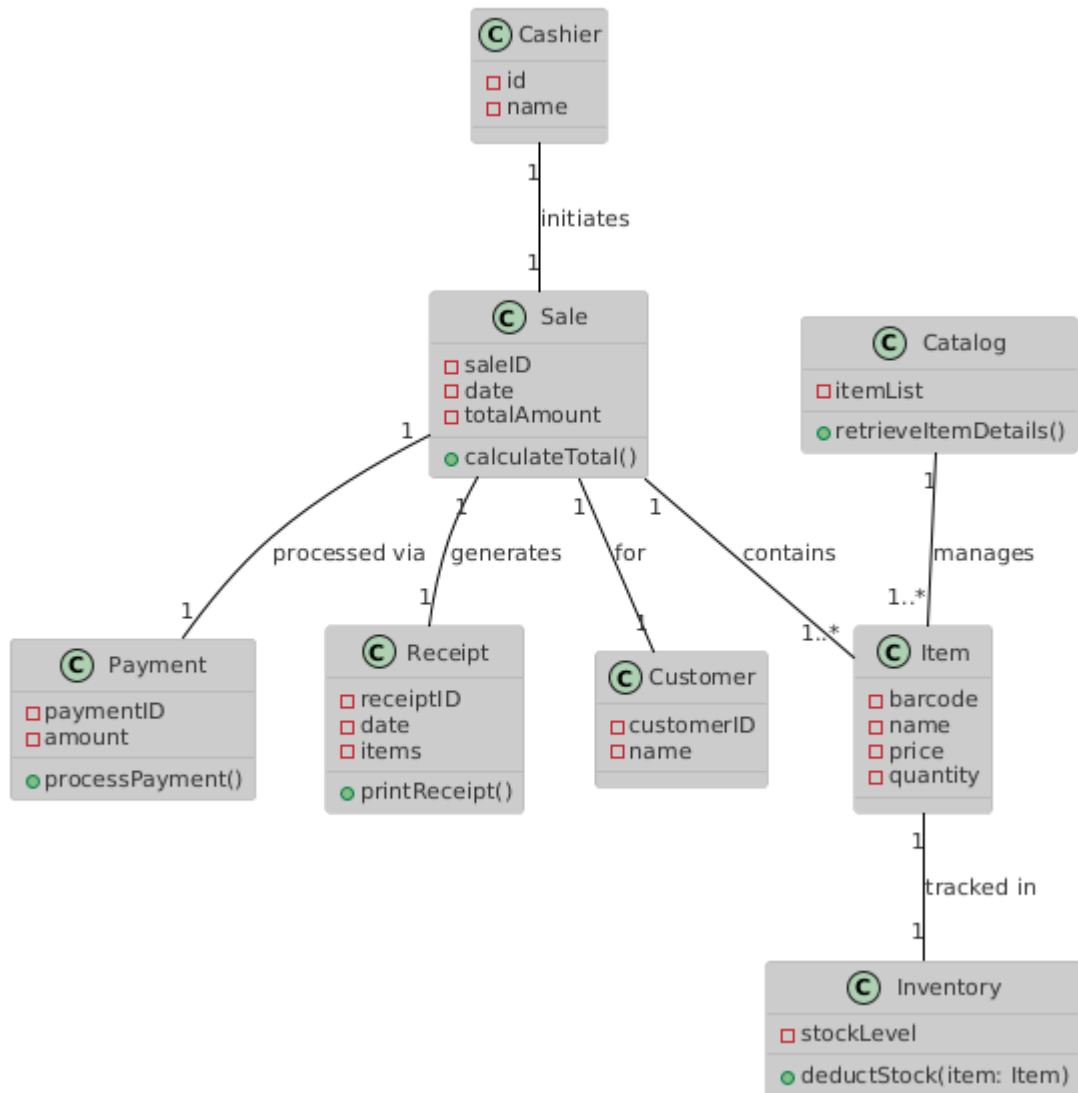 C Cashier
id
name
1
initiates
1
C Sale
saleID
date
totalAmount
calculateTotal()
C Catalog
itemList
retrieveItemDetails()
1
processed via
1
1
generates
1
1
for
1
1
contains
1..*
1
manages
1..*
C Payment
paymentID
amount
processPayment()
C Receipt
receiptID
date
items
printReceipt()
C Customer
customerID
name
C Item
barcode
name
price
quantity
1
tracked in
1
C Inventory
stockLevel
deductStock(item: Item)